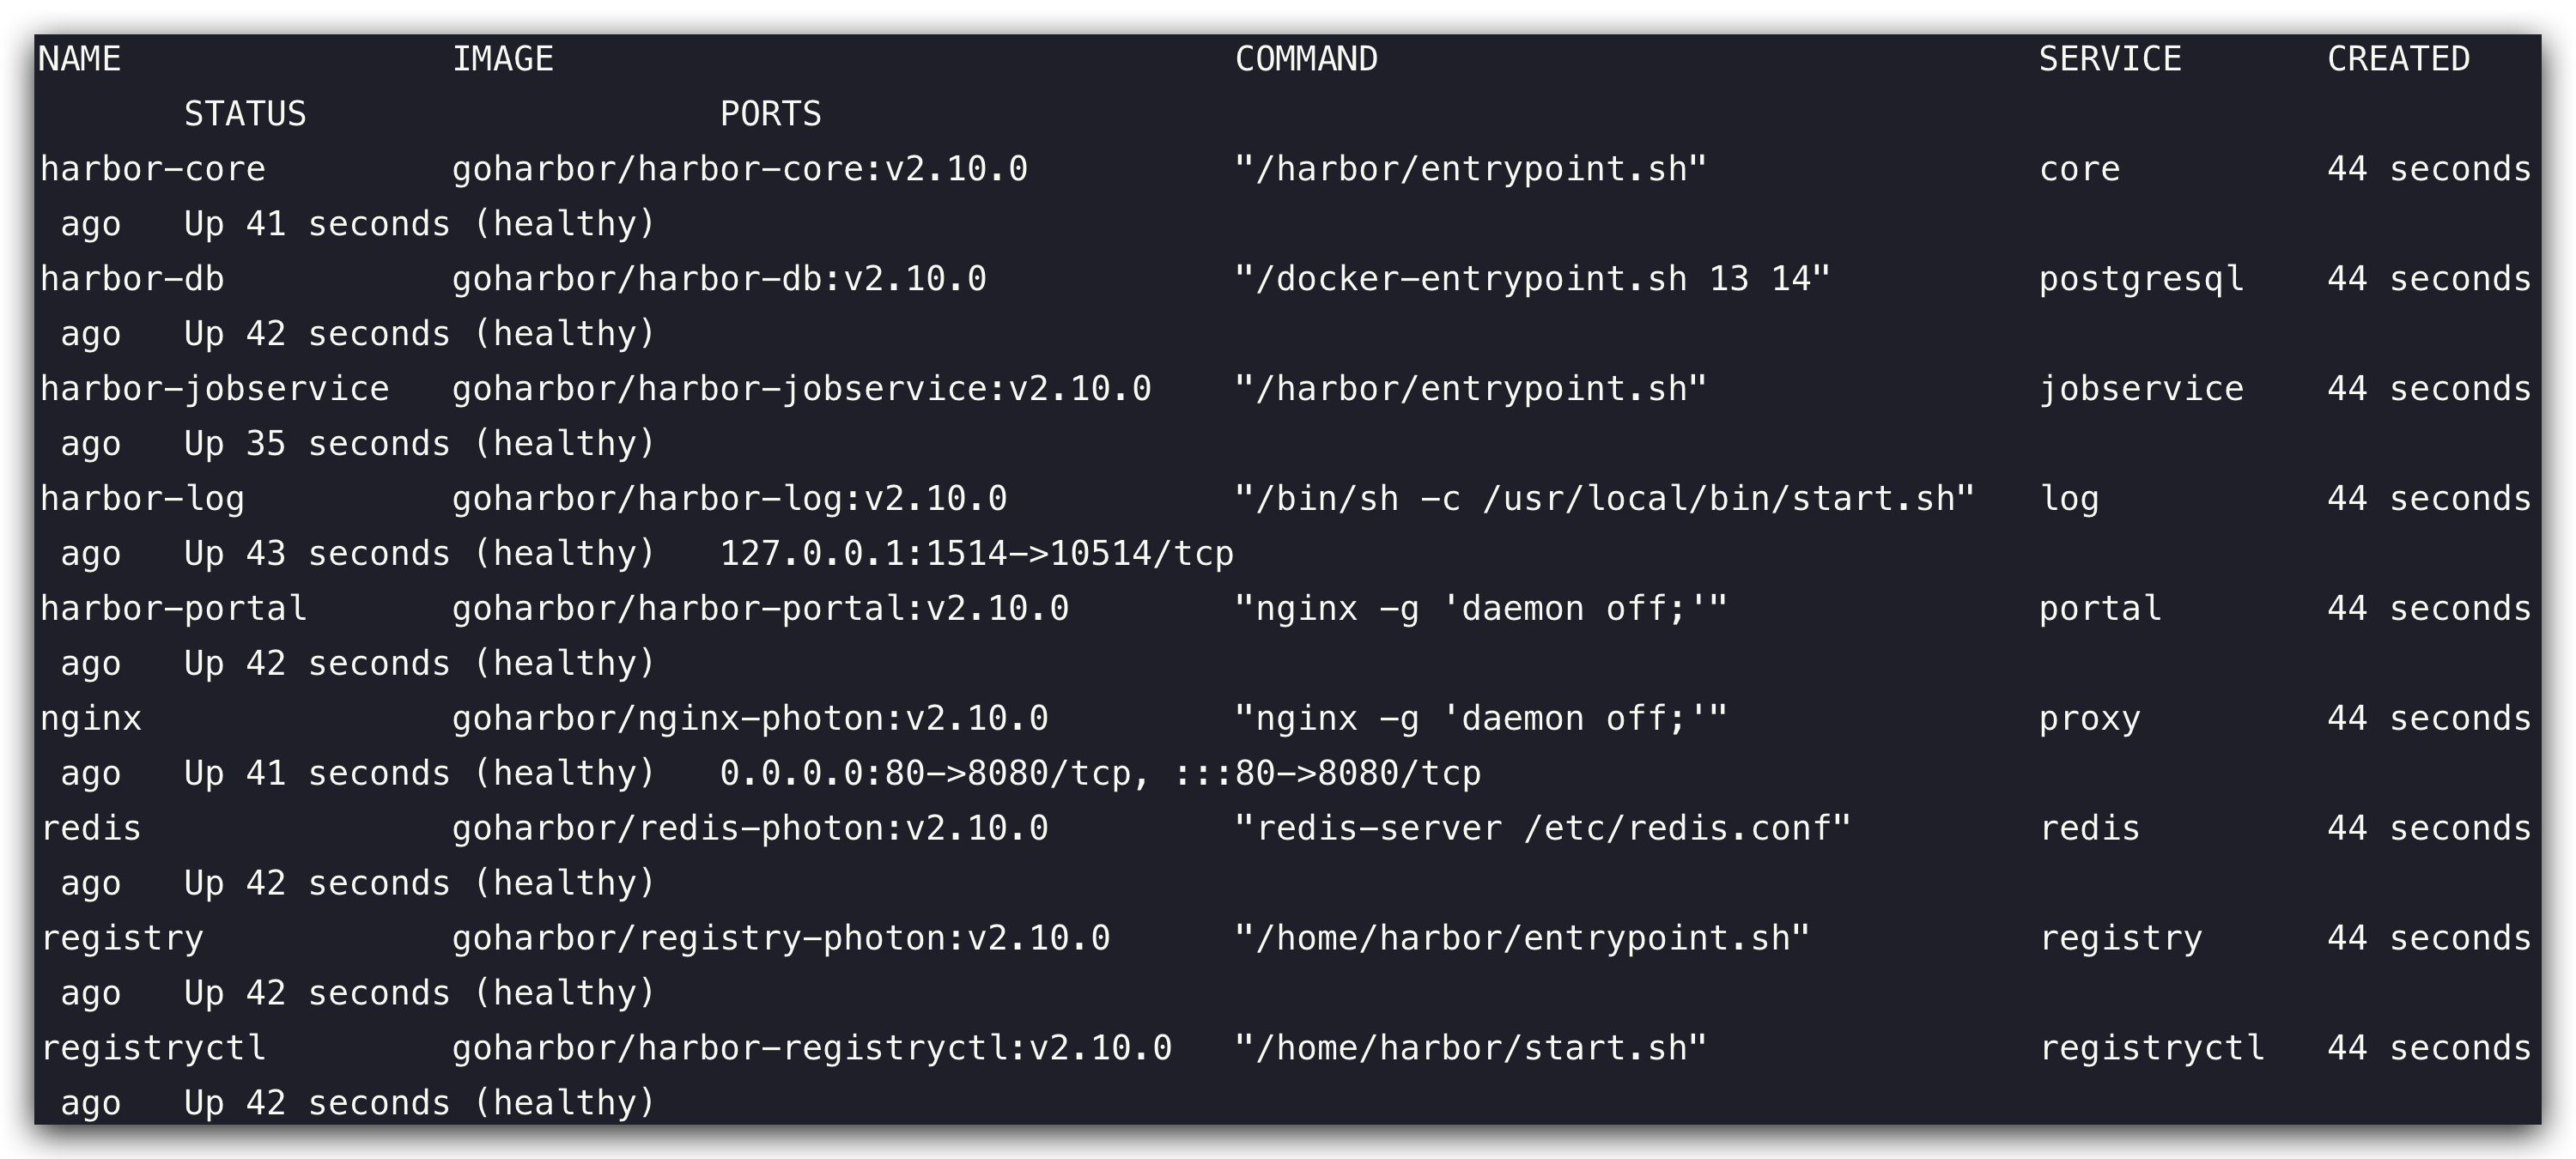 NAME                IMAGE                                 COMMAND                                SERVICE       CREATED
       STATUS                    PORTS
harbor-core         goharbor/harbor-core:v2.10.0          "/harbor/entrypoint.sh"                core          44 seconds
 ago   Up 41 seconds (healthy)
harbor-db           goharbor/harbor-db:v2.10.0            "/docker-entrypoint.sh 13 14"          postgresql    44 seconds
 ago   Up 42 seconds (healthy)
harbor-jobservice   goharbor/harbor-jobservice:v2.10.0    "/harbor/entrypoint.sh"                jobservice    44 seconds
 ago   Up 35 seconds (healthy)
harbor-log          goharbor/harbor-log:v2.10.0           "/bin/sh -c /usr/local/bin/start.sh"   log           44 seconds
 ago   Up 43 seconds (healthy)   127.0.0.1:1514->10514/tcp
harbor-portal       goharbor/harbor-portal:v2.10.0        "nginx -g 'daemon off;'"               portal        44 seconds
 ago   Up 42 seconds (healthy)
nginx               goharbor/nginx-photon:v2.10.0         "nginx -g 'daemon off;'"               proxy         44 seconds
 ago   Up 41 seconds (healthy)   0.0.0.0:80->8080/tcp, :::80->8080/tcp
redis               goharbor/redis-photon:v2.10.0         "redis-server /etc/redis.conf"         redis         44 seconds
 ago   Up 42 seconds (healthy)
registry            goharbor/registry-photon:v2.10.0      "/home/harbor/entrypoint.sh"           registry      44 seconds
 ago   Up 42 seconds (healthy)
registryctl         goharbor/harbor-registryctl:v2.10.0   "/home/harbor/start.sh"                registryctl   44 seconds
 ago   Up 42 seconds (healthy)